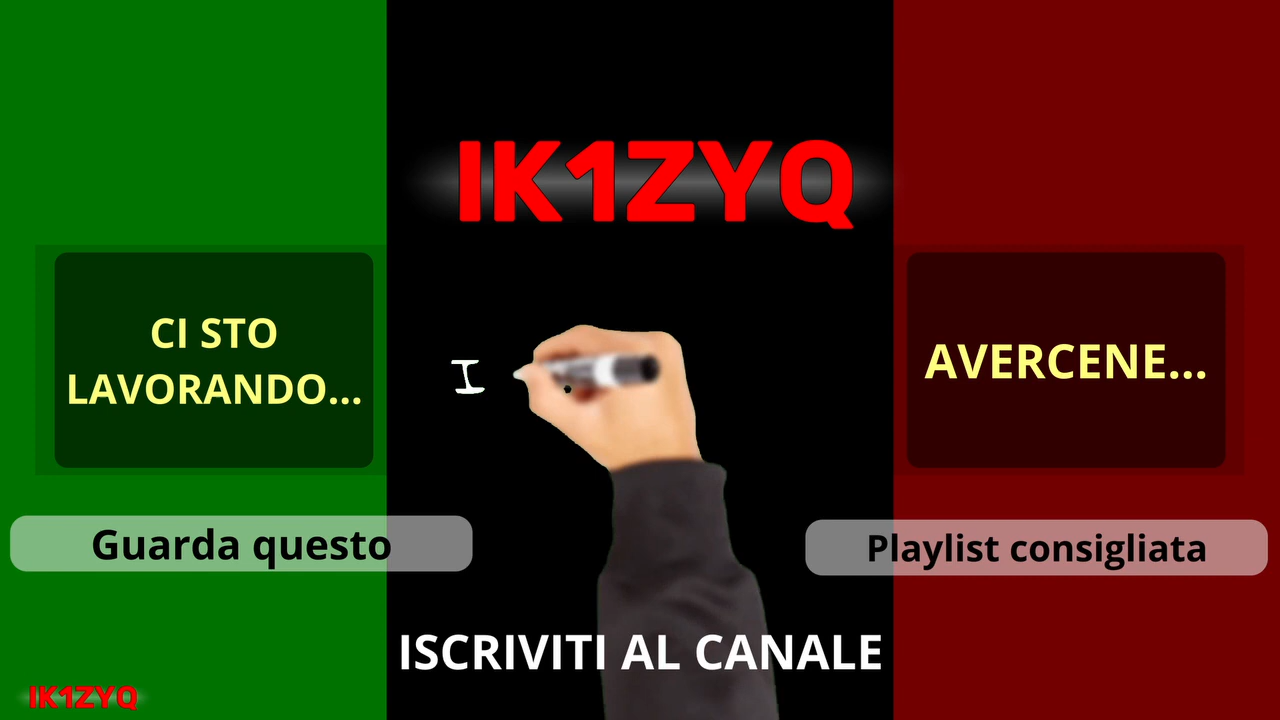 IK1ZYQ
CI STO
LAVORANDO...
AVERCENE...
I
Guarda questo
Playlist consigliata
ISCRIVITI AL CANALE
IK1ZYQ